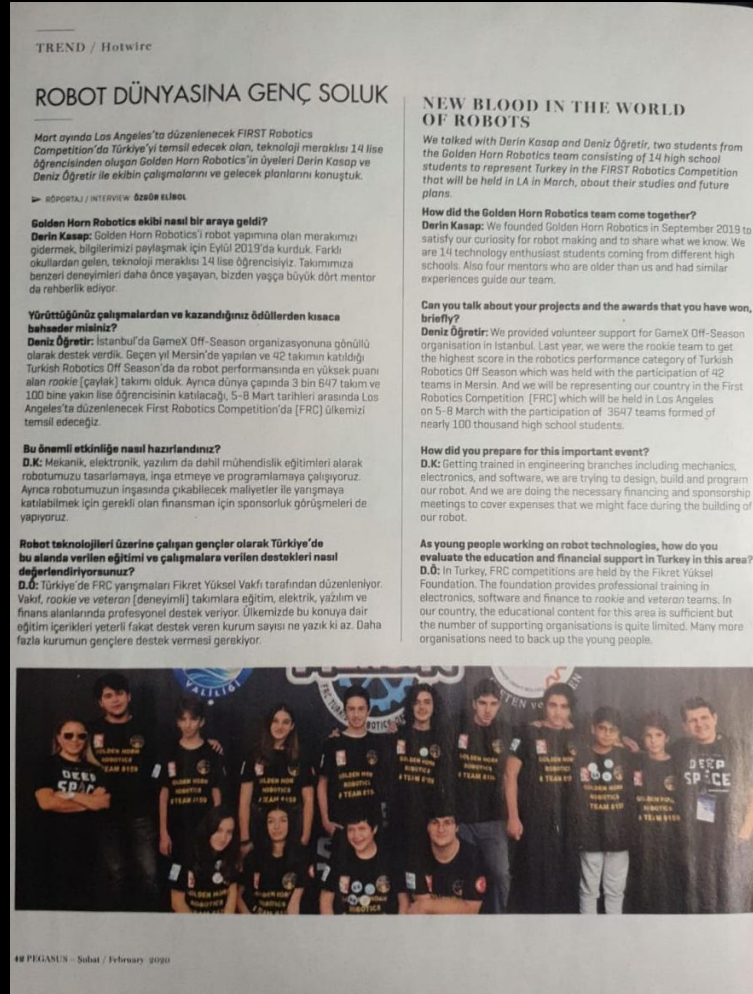 TREND / Hotwire
ROBOT DÜNYASINA GENÇ SOLUK
Mart ayında Los Angeles'ta düzenlenecek FIRST Robotics
Competition'da Türkiye'yi temsil edecek olan, teknoloji meraklısı 14 lise
öğrencisinden oluşan Golden Horn Robotics'in üyeleri Derin Kasap ve
Deniz Öğretir ile ekibin çalışmalarını ve gelecek planlarını konuştuk.
RÖPORTAJ / INTERVIEW ÖZGÜR ELİBOL
Golden Horn Robotics ekibi nasıl bir araya geldi?
Derin Kasap: Golden Horn Robotics'i robot yapımına olan merakımızı
gidermek, bilgilerimizi paylaşmak için Eylül 2019'da kurduk. Farklı
okullardan gelen, teknoloji meraklısı 14 lise öğrencisiyiz. Takımımıza
benzeri deneyimleri daha önce yaşayan, bizden yaşça büyük dört mentor
da rehberlik ediyor.
Yürüttüğünüz çalışmalardan ve kazandığınız ödüllerden kısaca
bahseder misiniz?
Deniz Öğretir: İstanbul'da GameX Off-Season organizasyonuna gönüllü
olarak destek verdik. Geçen yıl Mersin'de yapılan ve 42 takımın katıldığı
Turkish Robotics Off Season'da da robot performansında en yüksek puanı
alan rookie [çaylak] takımı olduk. Ayrıca dünya çapında 3 bin 647 takım ve
100 bine yakın lise öğrencisinin katılacağı, 5-8 Mart tarihleri arasında Los
Angeles'ta düzenlenecek First Robotics Competition'da [FRC] ülkemizi
temsil edeceğiz.
Bu önemli etkinliğe nasıl hazırlandınız?
D.K: Mekanik, elektronik, yazılım da dahil mühendislik eğitimleri alarak
robotumuzu tasarlamaya, inşa etmeye ve programlamaya çalışıyoruz.
Ayrıca robotumuzun inşasında çıkabilecek maliyetler ile yarışmaya
katılabilmek için gerekli olan finansman için sponsorluk görüşmeleri de
yapıyoruz.
Robot teknolojileri üzerine çalışan gençler olarak Türkiye'de
bu alanda verilen eğitimi ve çalışmalara verilen destekleri nasıl
değerlendiriyorsunuz?
D.Ö: Türkiye'de FRC yarışmaları Fikret Yüksel Vakfı tarafından düzenleniyor.
Vakıf, rookie ve veteran [deneyimli] takımlara eğitim, elektrik, yazılım ve
finans alanlarında profesyonel destek veriyor. Ülkemizde bu konuya dair
eğitim içerikleri yeterli fakat destek veren kurum sayısı ne yazık ki az. Daha
fazla kurumun gençlere destek vermesi gerekiyor.
NEW BLOOD IN THE WORLD
OF ROBOTS
We talked with Derin Kasap and Deniz Öğretir, two students from
the Golden Horn Robotics team consisting of 14 high school
students to represent Turkey in the FIRST Robotics Competition
that will be held in LA in March, about their studies and future
plans.
How did the Golden Horn Robotics team come together?
Derin Kasap: We founded Golden Horn Robotics in September 2019 to
satisfy our curiosity for robot making and to share what we know. We
are 14 technology enthusiast students coming from different high
schools. Also four mentors who are older than us and had similar
experiences guide our team.
Can you talk about your projects and the awards that you have won,
briefly?
Deniz Öğretir: We provided volunteer support for GameX Off-Season
organisation in Istanbul. Last year, we were the rookie team to get
the highest score in the robotics performance category of Turkish
Robotics Off Season which was held with the participation of 42
teams in Mersin. And we will be representing our country in the First
Robotics Competition [FRC] which will be held in Los Angeles
on 5-8 March with the participation of 3647 teams formed of
nearly 100 thousand high school students.
How did you prepare for this important event?
D.K: Getting trained in engineering branches including mechanics,
electronics, and software, we are trying to design, build and program
our robot. And we are doing the necessary financing and sponsorship
meetings to cover expenses that we might face during the building of
our robot.
As young people working on robot technologies, how do you
evaluate the education and financial support in Turkey in this area?
D.Ö: In Turkey, FRC competitions are held by the Fikret Yüksel
Foundation. The foundation provides professional training in
electronics, software and finance to rookie and veteran teams. In
our country, the educational content for this area is sufficient but
the number of supporting organisations is quite limited. Many more
organisations need to back up the young people.
VALİLİĞİ
DEEP
SPACE
GOLDEN HORN
ROBOTICS
# TEAM 8159
DEEP
SPACE
42 PEGASUS - Şubat / February 2020